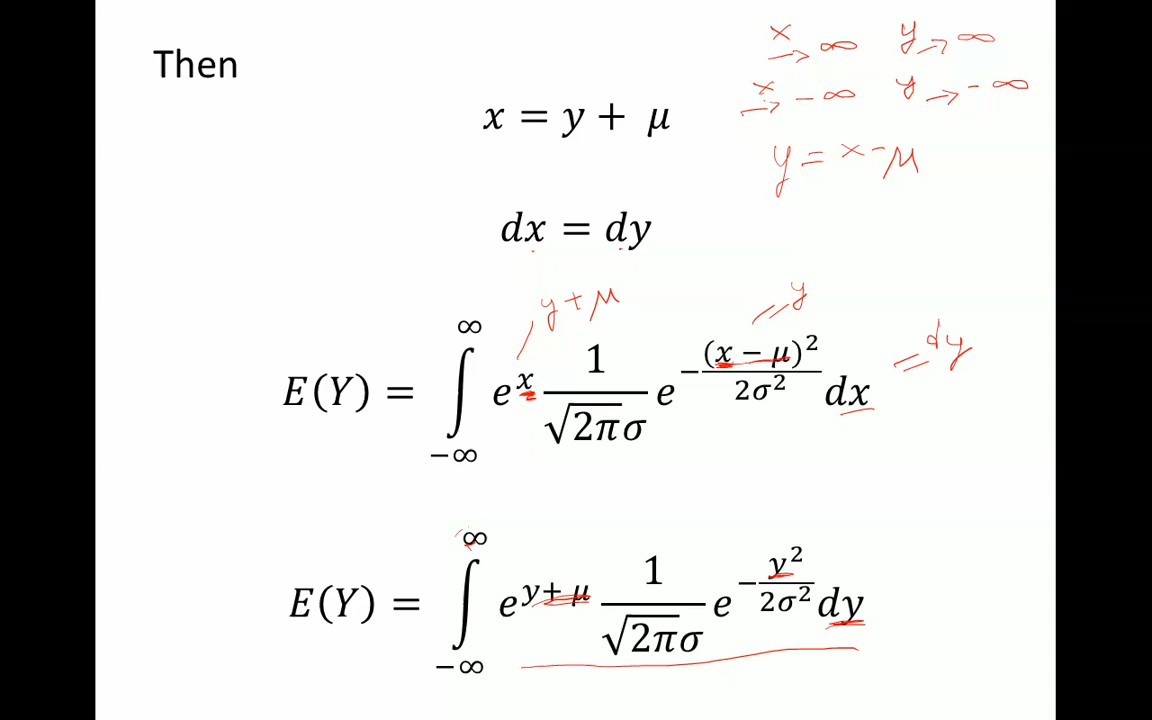 x → ∞ y → ∞
Then
x → −∞ y → −∞
x = y + μ
y = x − μ
dx = dy
y + μ = y
= dy
E(Y) = ∫_{−∞}^{∞} e^x 1/(√2π σ) e^{−(x − μ)²/2σ²} dx
E(Y) = ∫_{−∞}^{∞} e^{y + μ} 1/(√2π σ) e^{−y²/2σ²} dy